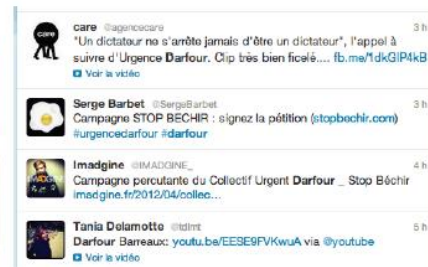 care @agencecare 3 h
"Un dictateur ne s'arrête jamais d'être un dictateur", l'appel à
suivre d'Urgence Darfour. Clip très bien ficelé.... fb.me/1dkGIP4kB
Voir la vidéo
Serge Barbet @SergeBarbet 3 h
Campagne STOP BECHIR : signez la pétition (stopbechir.com)
#urgencedarfour #darfour
Imadgine @IMADGINE_ 4 h
Campagne percutante du Collectif Urgent Darfour _ Stop Béchir
imadgine.fr/2012/04/collec...
Tania Delamotte @tdlmt 5 h
Darfour Barreaux: youtu.be/EESE9FVKwuA via @youtube
Voir la vidéo